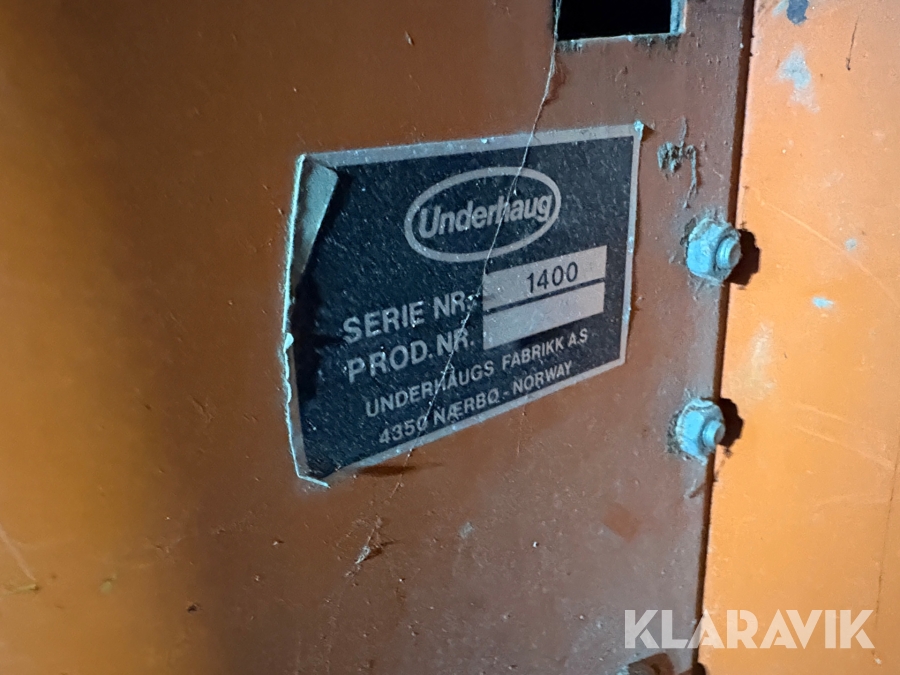 Underhaug
SERIE NR. 1400
PROD.NR.
UNDERHAUGS FABRIKK A.S
4350 NÆRBØ - NORWAY
KLARAVIK